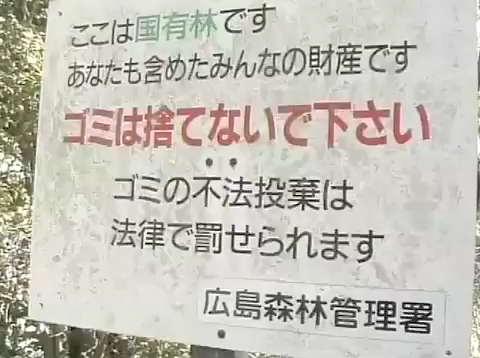 ここは国有林です
あなたも含めたみんなの財産です
ゴミは捨てないで下さい
ゴミの不法投棄は
法律で罰せられます
広島森林管理署